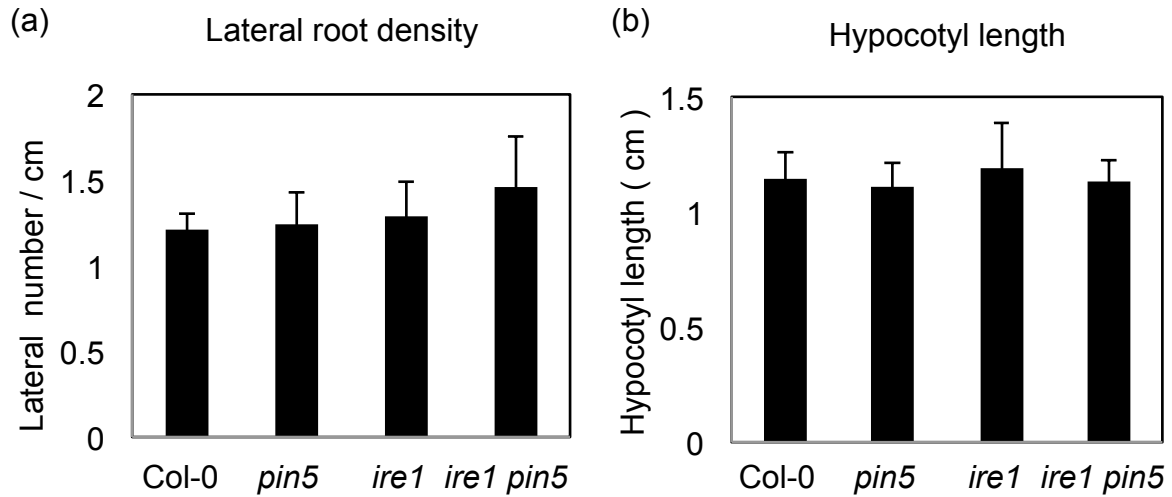 (a)
Lateral root density
Lateral number / cm
2
1.5
1
0.5
0
Col-0 pin5 ire1 ire1 pin5
(b)
Hypocotyl length
Hypocotyl length ( cm )
1.5
1
0.5
0
Col-0 pin5 ire1 ire1 pin5